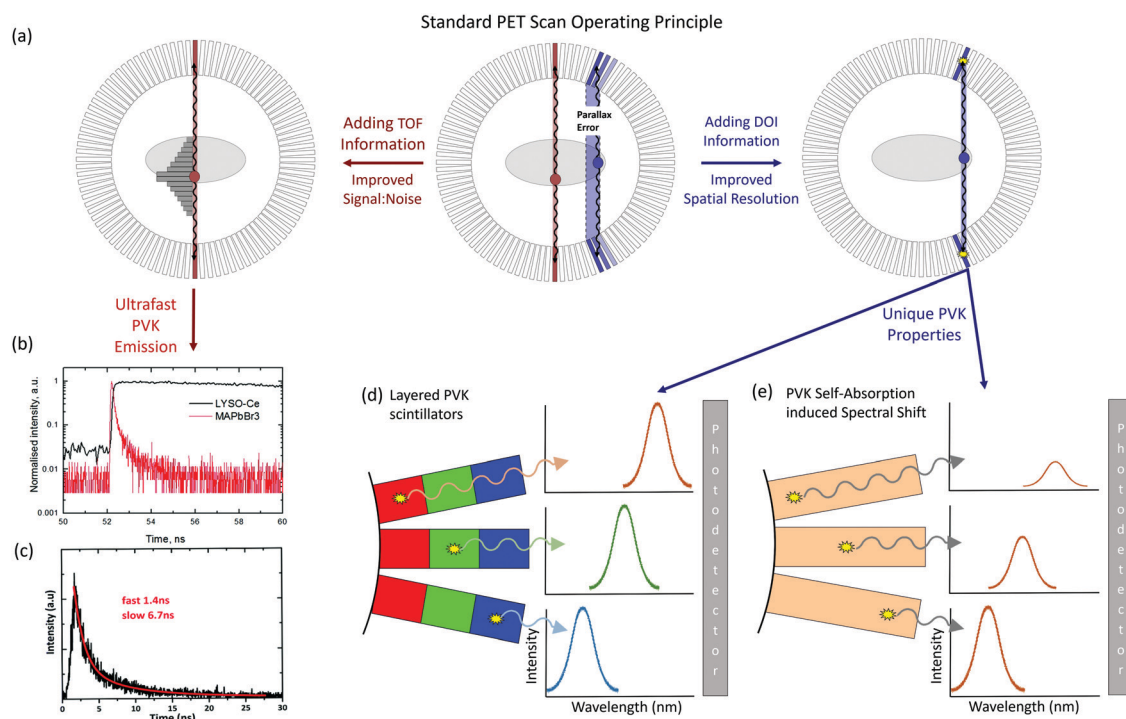 Standard PET Scan Operating Principle
(a)
Adding TOF
Information
Improved
Signal:Noise
Parallax
Error
Adding DOI
Information
Improved
Spatial Resolution
Ultrafast
PVK
Emission
Unique PVK
Properties
(b)
Normalised intensity, a.u.
1
0.1
0.01
0.001
LYSO-Ce
MAPbBr3
50
52
54
56
58
60
Time, ns
(c)
Intensity (a.u)
fast 1.4ns
slow 6.7ns
0
5
10
15
20
25
30
Time (ns)
(d)
Layered PVK
scintillators
Intensity
Wavelength (nm)
Photodetector
(e)
PVK Self-Absorption
induced Spectral Shift
Intensity
Wavelength (nm)
Photodetector